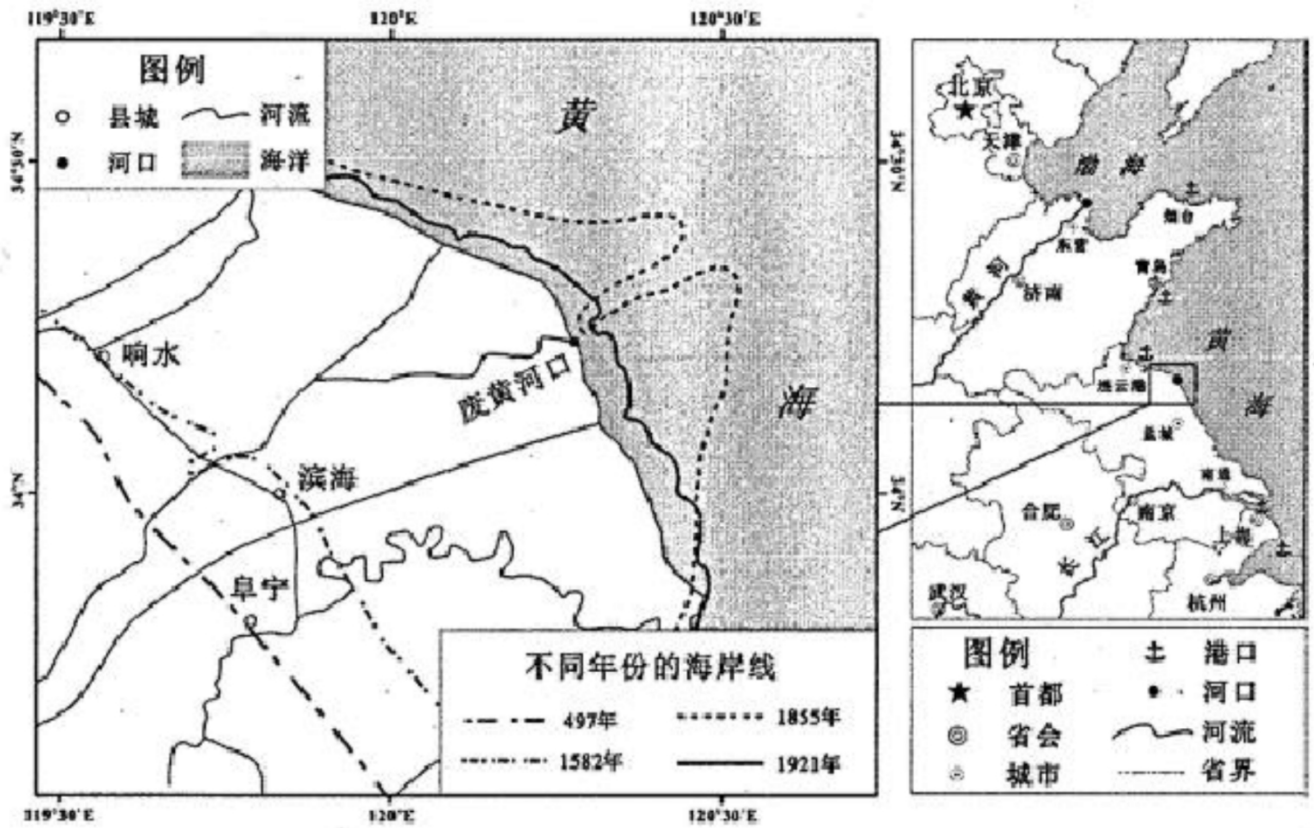 119°30′E 120°E 120°30′E
图例
县城
河流
河口
海洋
黄
海
34°30′N
34°30′N
响水
废黄河口
滨海
34°N
34°N
阜宁
不同年份的海岸线
497年
1855年
1582年
1921年
119°30′E 120°E 120°30′E
北京
天津
渤海
烟台
东营
黄河
济南
青岛
黄
海
连云港
盐城
南通
合肥
南京
长江
上海
武汉
杭州
图例
港口
首都
河口
省会
河流
城市
省界